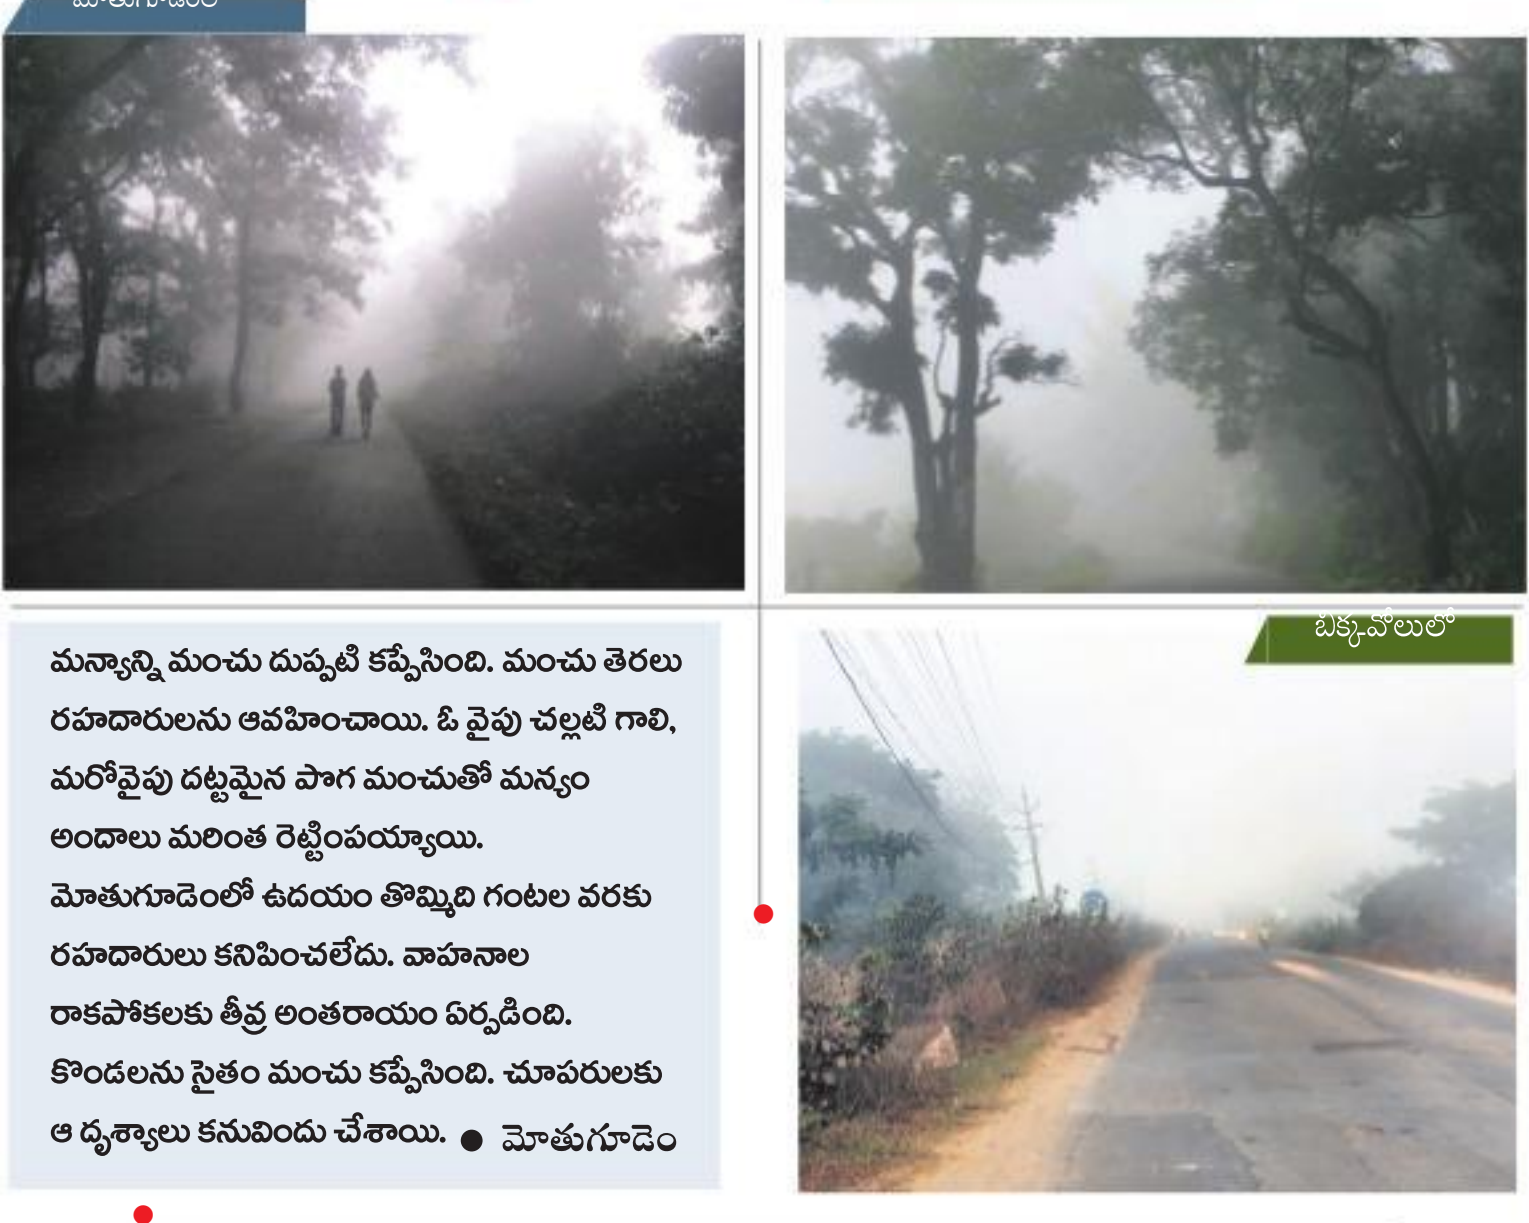 మోతుగూడెంలో
మన్యాన్ని మంచు దుప్పటి కప్పేసింది. మంచు తెరలు
రహదారులను ఆవహించాయి. ఓ వైపు చల్లటి గాలి,
మరోవైపు దట్టమైన పొగ మంచుతో మన్యం
అందాలు మరింత రెట్టింపయ్యాయి.
మోతుగూడెంలో ఉదయం తొమ్మిది గంటల వరకు
రహదారులు కనిపించలేదు. వాహనాల
రాకపోకలకు తీవ్ర అంతరాయం ఏర్పడింది.
కొండలను సైతం మంచు కప్పేసింది. చూపరులకు
ఆ దృశ్యాలు కనువిందు చేశాయి. ● మోతుగూడెం
బిక్కవోలులో